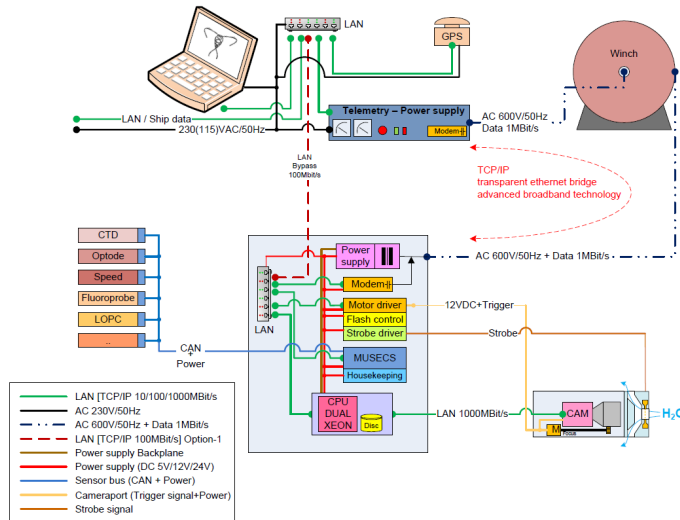 LAN
GPS
Winch
Telemetry – Power supply
Modem
AC 600V/50Hz
Data 1MBit/s
LAN / Ship data
230(115)VAC/50Hz
LAN
Bypass
100Mbit/s
TCP/IP
transparent ethernet bridge
advanced broadband technology
CTD
Optode
Speed
Fluoroprobe
LOPC
..
CAN
+
Power
Power
supply
AC 600V/50Hz + Data 1MBit/s
Modem
LAN
Motor driver
12VDC+Trigger
Flash control
Strobe driver
Strobe
MUSECS
Housekeeping
CPU
DUAL
XEON
Disc
LAN 1000MBit/s
CAM
M
Focus
H2O
LAN [TCP/IP 10/100/1000MBit/s
AC 230V/50Hz
AC 600V/50Hz + Data 1MBit/s
LAN [TCP/IP 100MBit/s] Option-1
Power supply Backplane
Power supply (DC 5V/12V/24V)
Sensor bus (CAN + Power)
Cameraport (Trigger signal+Power)
Strobe signal